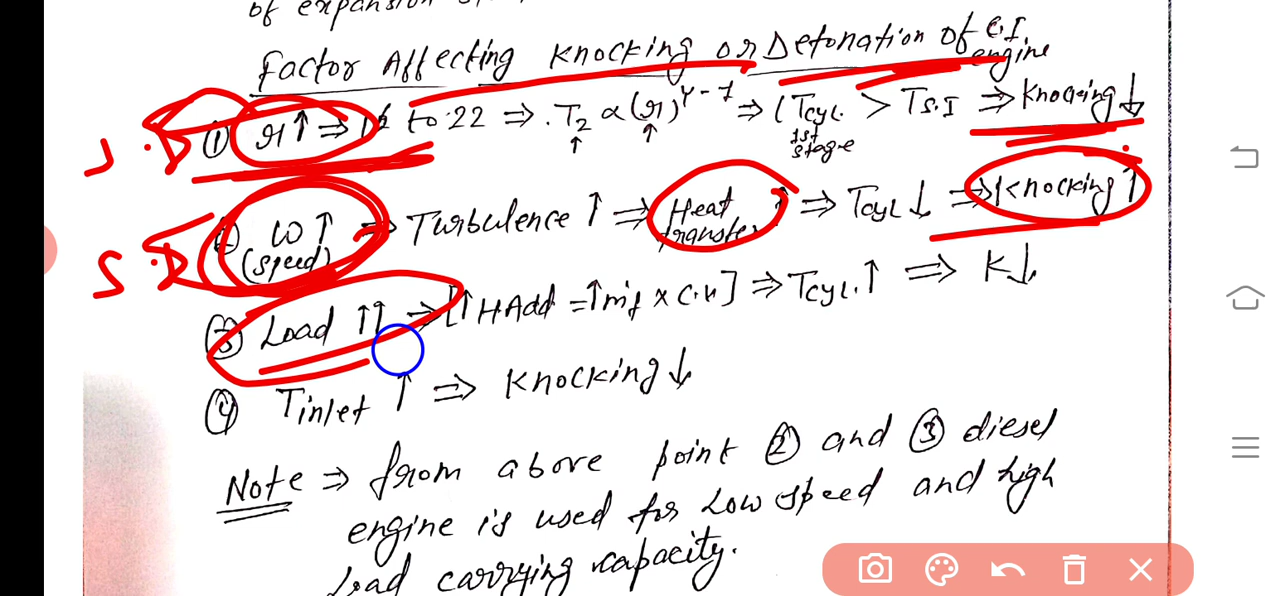 of expansion
Factor Affecting Knocking or Detonation of C.I. engine
① r↑ ⇒ to 22 ⇒ T2 ∝ (r)^γ-1 ⇒ (Tcyl. > TS.I ⇒ Knocking ↓
1st stage
② ω↑ ⇒ Turbulence ↑ ⇒ Heat transfer ↑ ⇒ Tcyl ↓ ⇒ Knocking ↑
(speed)
S.D
③ Load ↑↑ ⇒ [↑HAdd = ↑mf × C.V] ⇒ Tcyl.↑ ⇒ K↓
④ Tinlet ↑ ⇒ Knocking ↓
Note ⇒ from above point ② and ③ diesel
engine is used for Low speed and high
Load carrying capacity.